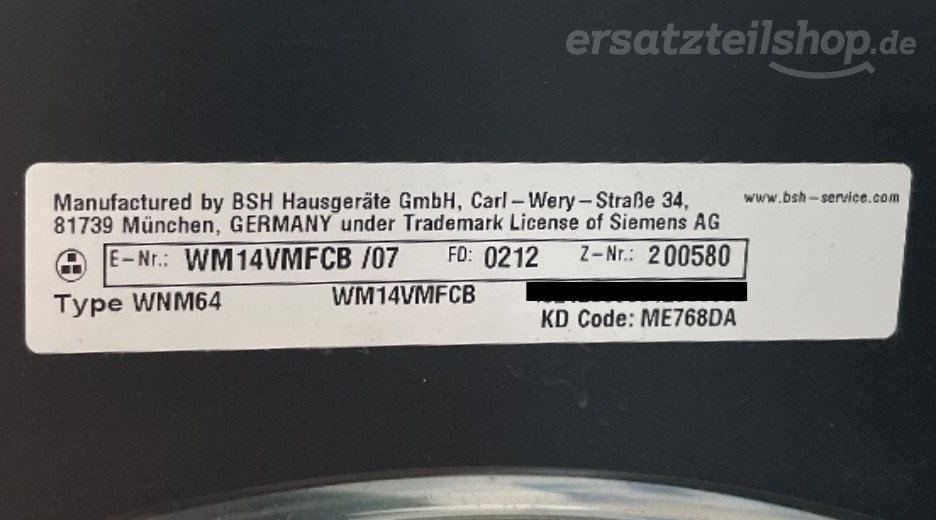 ersatzteilshop.de
Manufactured by BSH Hausgeräte GmbH, Carl-Wery-Straße 34, www.bsh-service.com
81739 München, GERMANY under Trademark License of Siemens AG
E-Nr.: WM14VMFCB /07 FD: 0212 Z-Nr.: 200580
Type WNM64 WM14VMFCB
KD Code: ME768DA